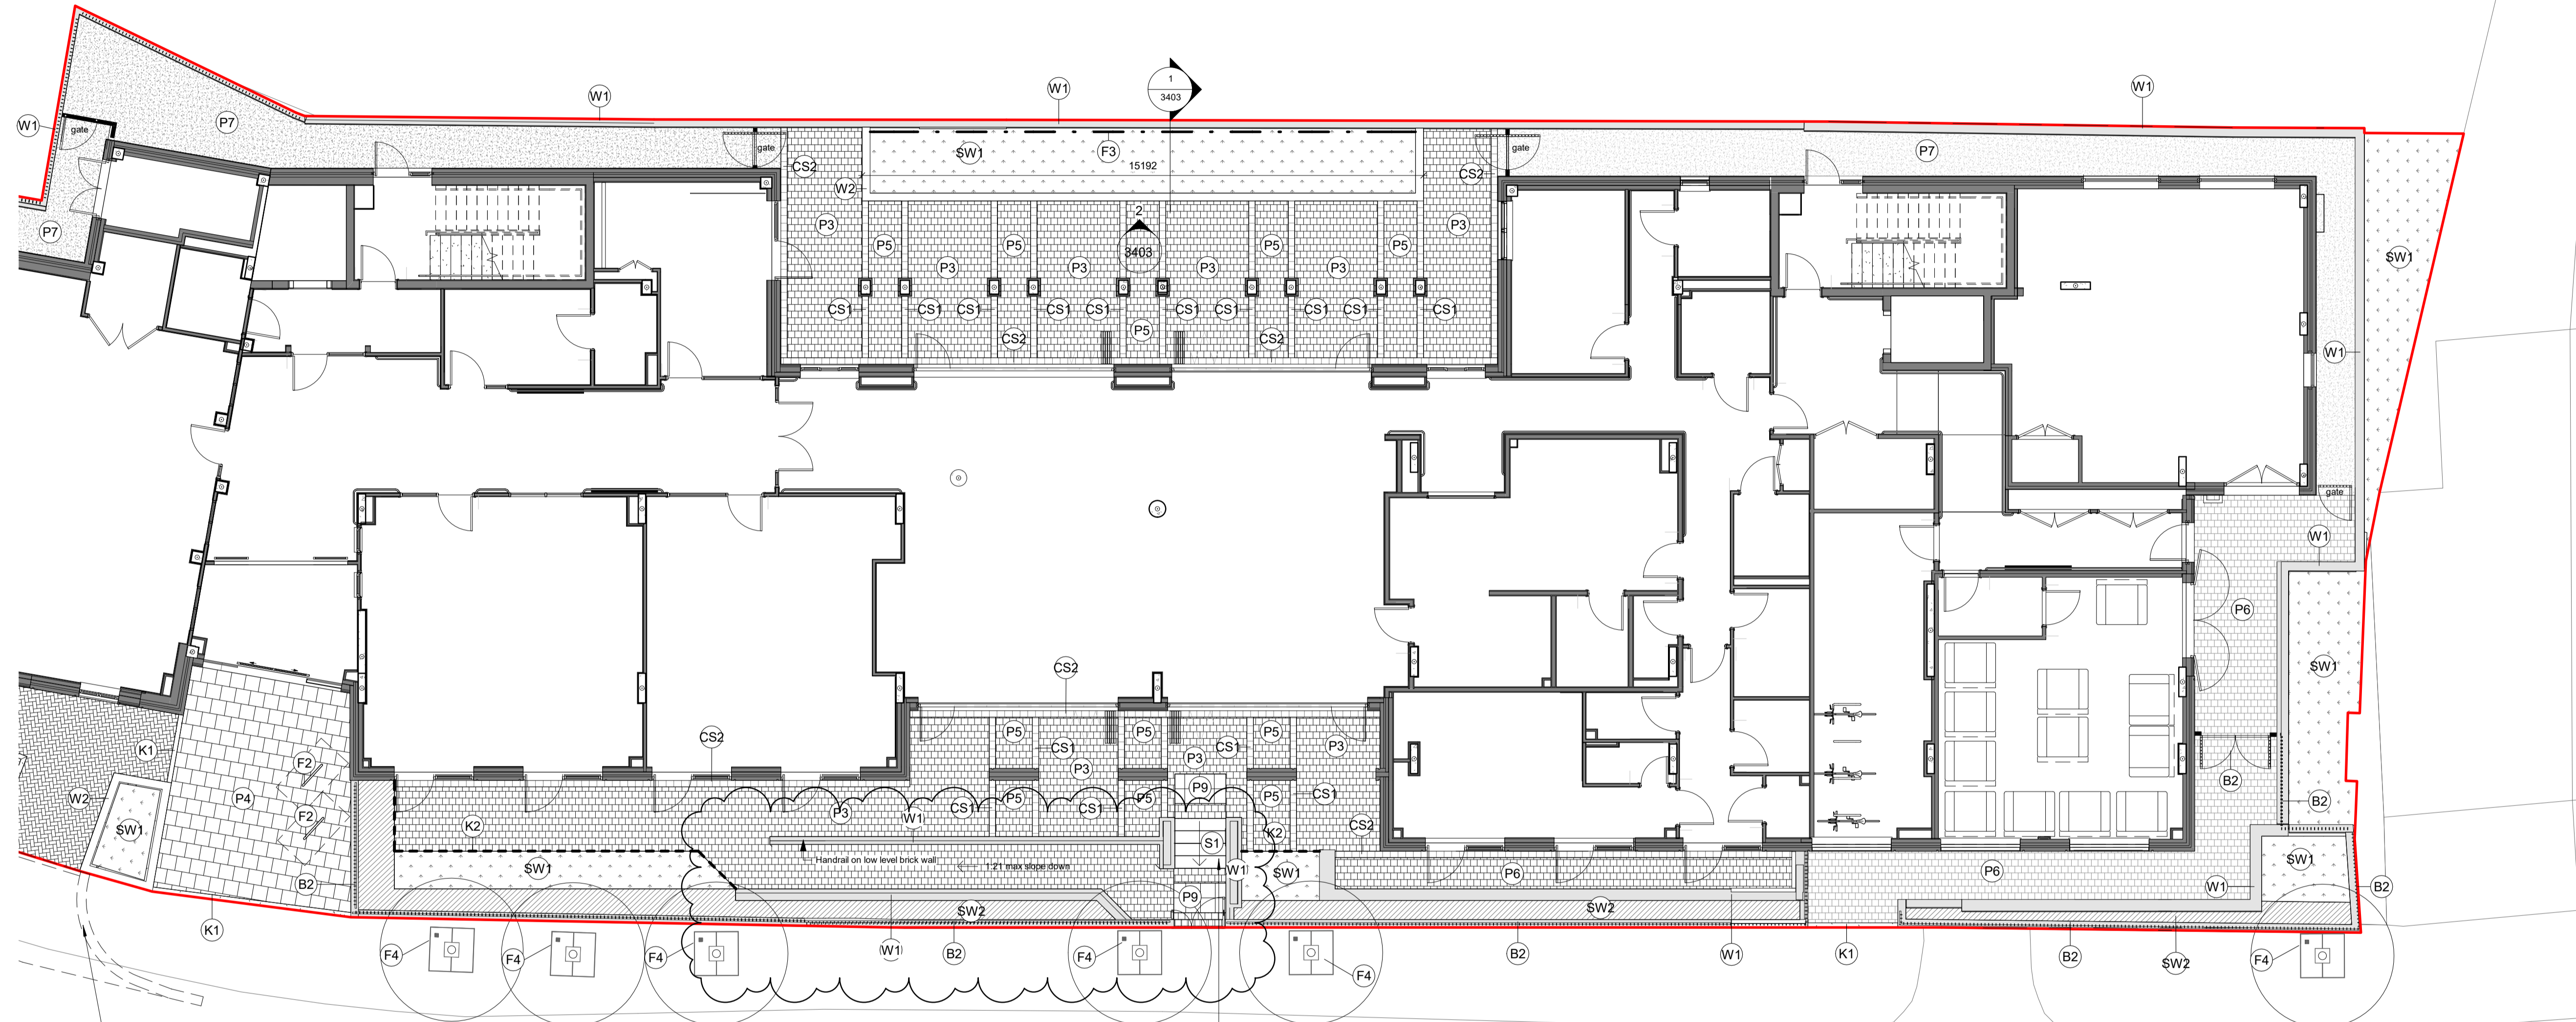 W1
W1
1
3403
W1
W1
gate
P7
gate
SW1
F3
gate
P7
CS2
15192
CS2
W2
P7
P3
2
P3
P5
P5
3403
P5
P5
SW1
P3
P3
P3
P3
CS1
CS1
CS1
CS1
CS1
CS1
CS1
CS1
CS1
CS1
P5
CS2
CS2
W1
gate
W1
P6
CS2
SW1
P5
P5
P5
CS2
CS1
CS1
P3
K1
P3
P3
F2
B2
P9
W2
P4
P5
P5
P5
CS1
B2
CS1
CS1
P3
W1
F2
SW1
K2
K2
CS2
S1
Handrail on low level brick wall
1:21 max slope down
SW1
SW1
W1
SW1
P6
P6
B2
W1
B2
P9
SW2
SW2
K1
F4
F4
F4
W1
B2
F4
F4
B2
W1
K1
B2
SW2
F4